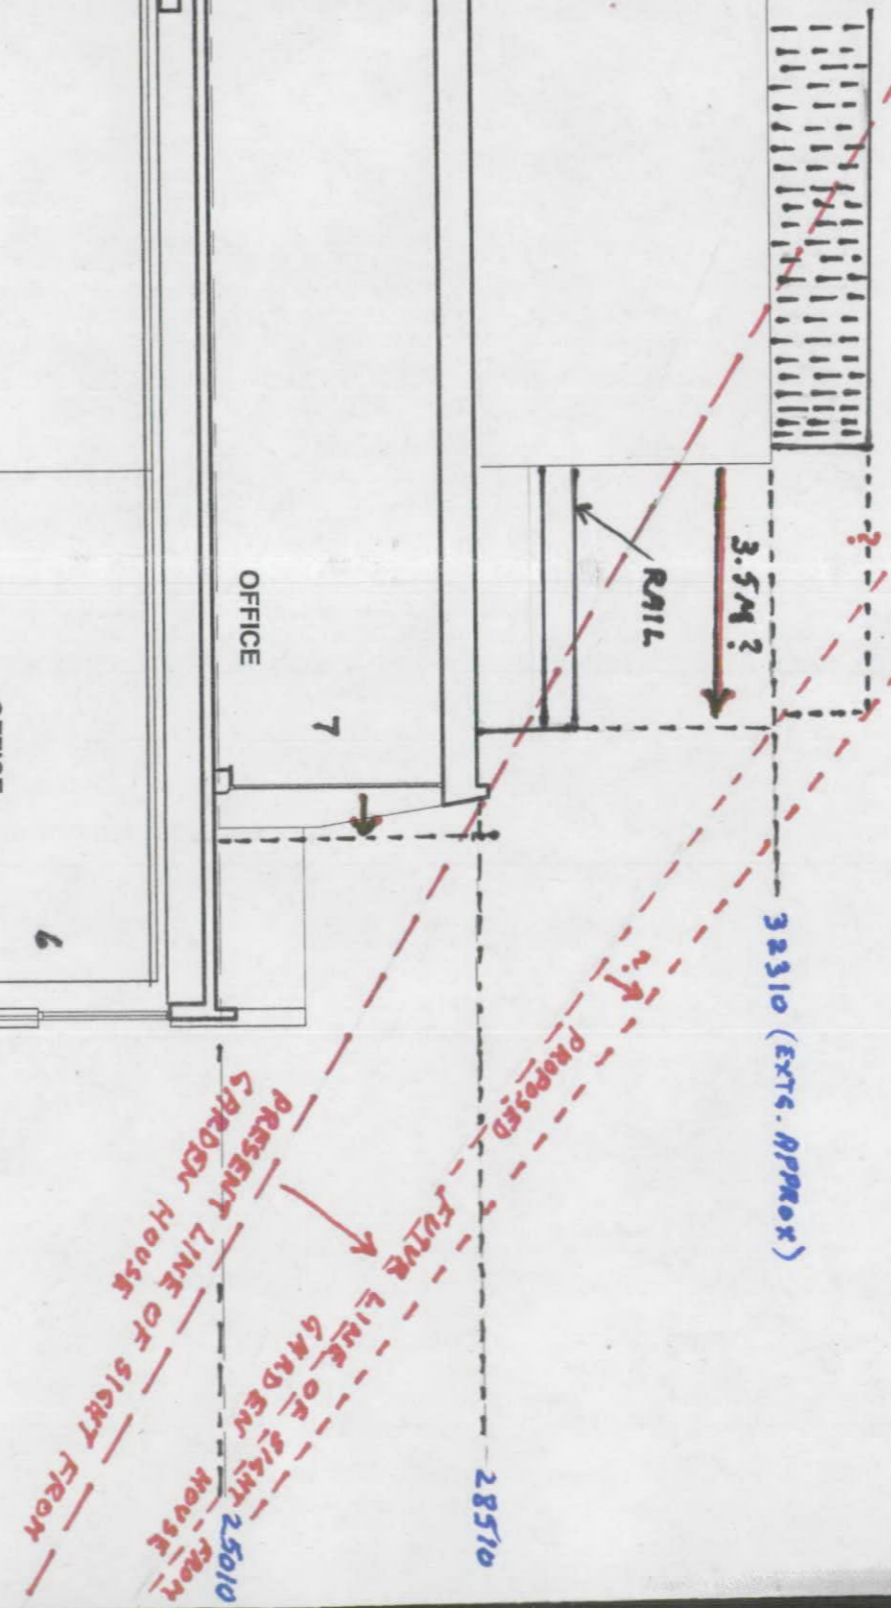 ?
32310 (EXTG. APPROX)
3.5M ?
RAIL
28510
7
OFFICE
25010
6
?
PROPOSED
FUTURE LINE OF SIGHT FROM
GARDEN HOUSE
PRESENT LINE OF SIGHT FROM
GARDEN HOUSE